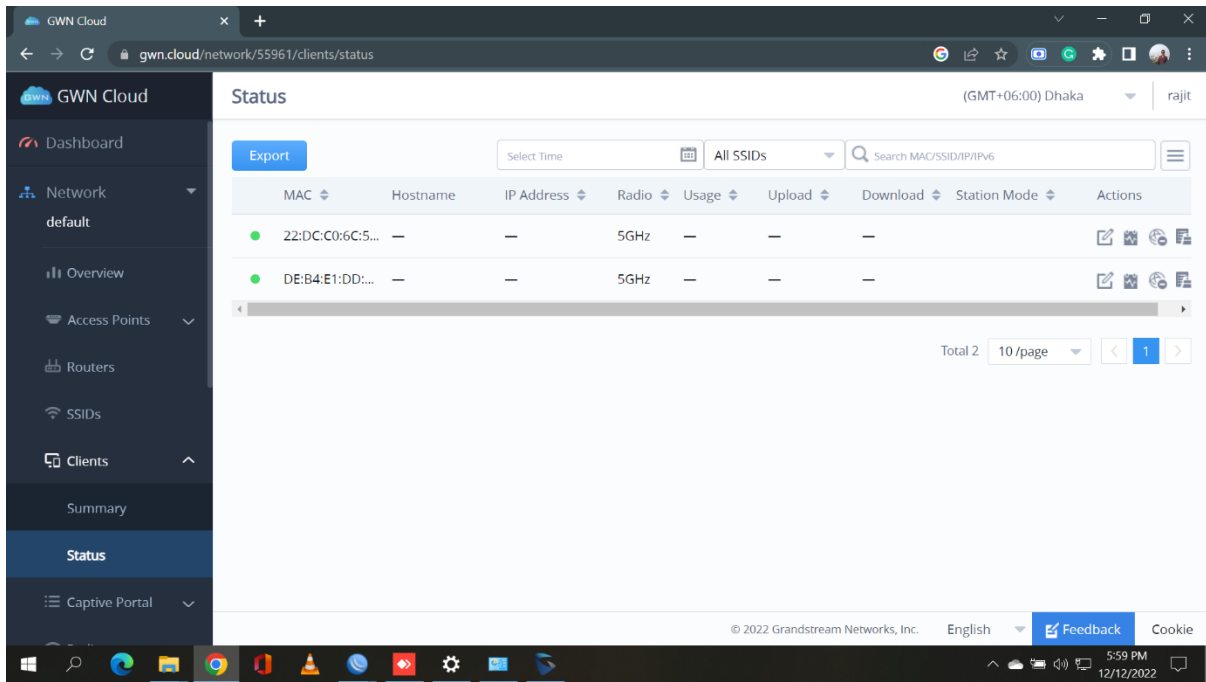 GWN Cloud
gwn.cloud/network/55961/clients/status
GWN GWN Cloud
Status
(GMT+06:00) Dhaka
rajit
Dashboard
Network
default
Overview
Access Points
Routers
SSIDs
Clients
Summary
Status
Captive Portal
Export
Select Time
All SSIDs
Search MAC/SSID/IP/IPv6
MAC Hostname IP Address Radio Usage Upload Download Station Mode Actions
22:DC:C0:6C:5... — — 5GHz — — —
DE:B4:E1:DD:... — — 5GHz — — —
Total 2 10 /page 1
© 2022 Grandstream Networks, Inc. English Feedback Cookie
5:59 PM
12/12/2022